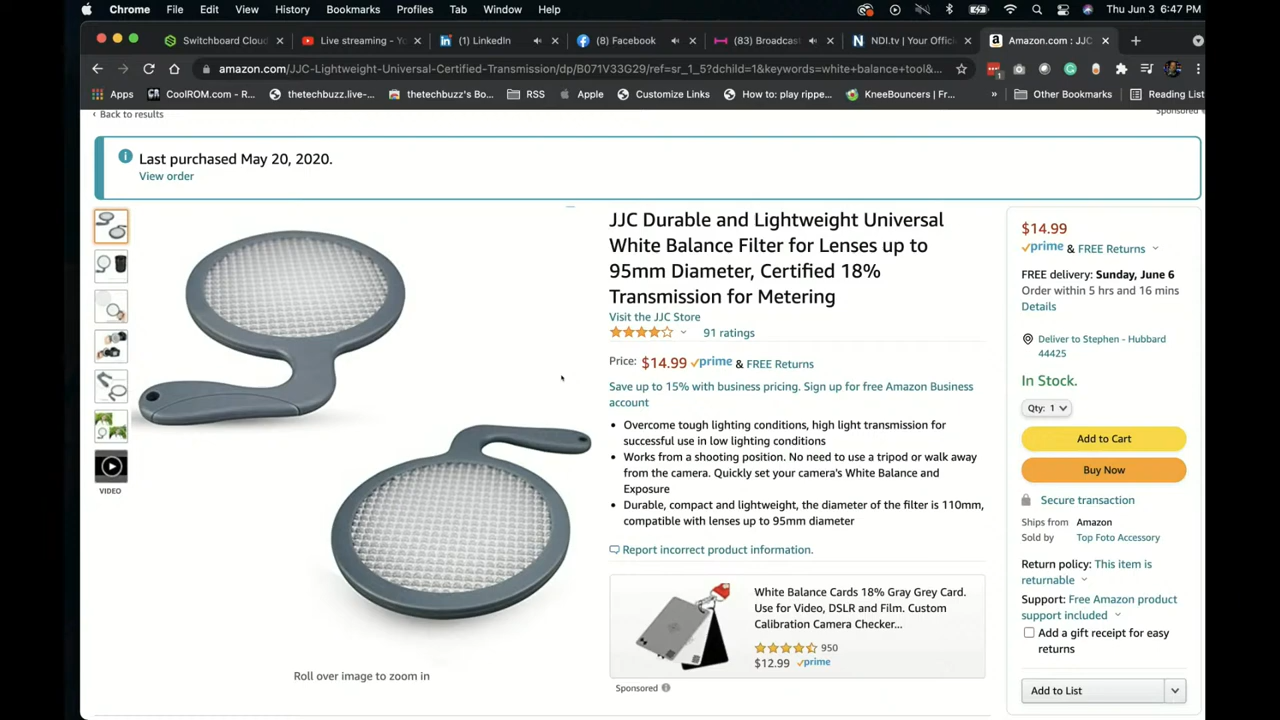 Chrome File Edit View History Bookmarks Profiles Tab Window Help Thu Jun 3 6:47 PM
Switchboard Clou Live streaming - Yo LinkedIn (8) Facebook (83) Broadcas NDI.tv | Your Offici Amazon.com : JJC
amazon.com/JJC-Lightweight-Universal-Certified-Transmission/dp/B071V33G29/ref=sr_1_5?dchild=1&keywords=white+balance+tool&...
Apps CoolROM.com - R... thetechbuzz.live-... thetechbuzz's Bo... RSS Apple Customize Links How to: plug.pippe... KneeBouncers | Fr... » Other Bookmarks Reading List
‹ Back to results
Sponsored
Last purchased May 20, 2020.
View order
VIDEO
Roll over image to zoom in
JJC Durable and Lightweight Universal
White Balance Filter for Lenses up to
95mm Diameter, Certified 18%
Transmission for Metering
Visit the JJC Store
91 ratings
Price: $14.99 prime & FREE Returns
Save up to 15% with business pricing. Sign up for free Amazon Business
account
• Overcome tough lighting conditions, high light transmission for
successful use in low lighting conditions
• Works from a shooting position. No need to use a tripod or walk away
from the camera. Quickly set your camera's White Balance and
Exposure
• Durable, compact and lightweight, the diameter of the filter is 110mm,
compatible with lenses up to 95mm diameter
Report incorrect product information.
White Balance Cards 18% Gray Grey Card.
Use for Video, DSLR and Film. Custom
Calibration Camera Checker...
950
$12.99 prime
Sponsored
$14.99
prime & FREE Returns
FREE delivery: Sunday, June 6
Order within 5 hrs and 16 mins
Details
Deliver to Stephen - Hubbard
44425
In Stock.
Qty: 1
Add to Cart
Buy Now
Secure transaction
Ships from Amazon
Sold by Top Foto Accessory
Return policy: This item is
returnable
Support: Free Amazon product
support included
Add a gift receipt for easy
returns
Add to List